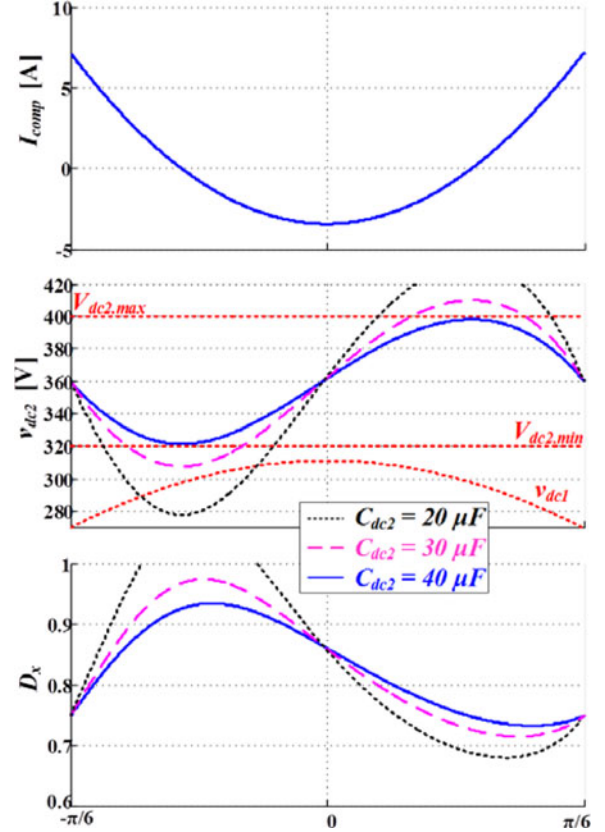 10
5
0
-5
I_comp [A]
420
400
380
360
340
320
300
280
v_dc2 [V]
V_dc2,max
V_dc2,min
v_dc1
C_dc2 = 20 μF
C_dc2 = 30 μF
C_dc2 = 40 μF
1
0.9
0.8
0.7
0.6
D_x
-π/6
0
π/6